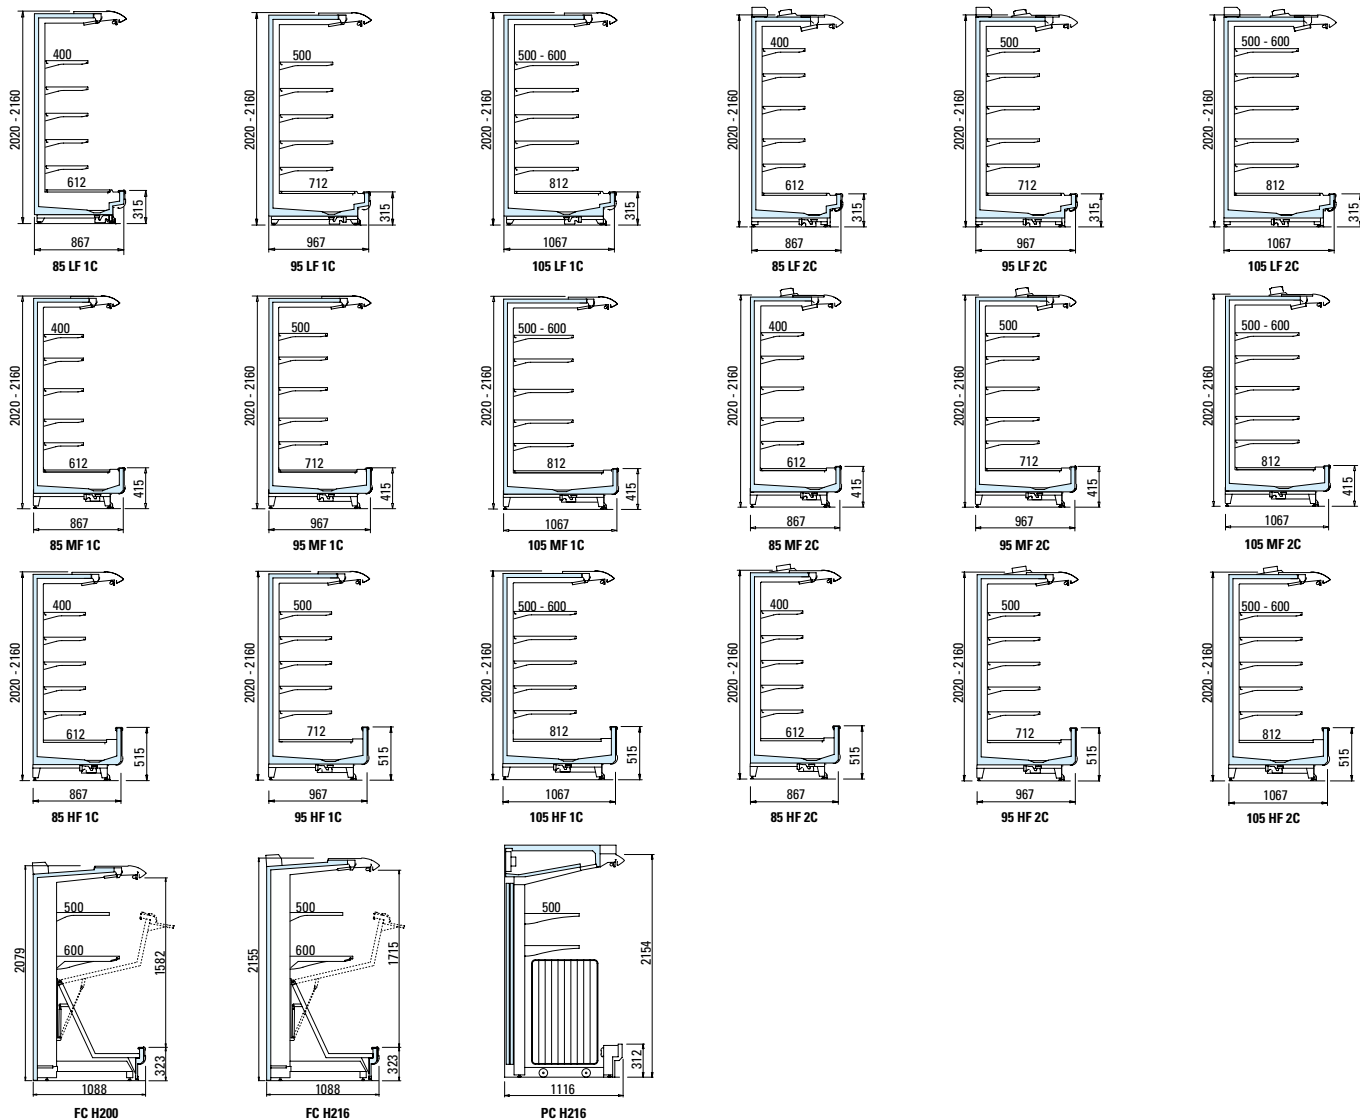 400
2020 - 2160
612
315
867
85 LF 1C
500
2020 - 2160
712
315
967
95 LF 1C
500 - 600
2020 - 2160
812
315
1067
105 LF 1C
400
2020 - 2160
612
315
867
85 LF 2C
500
2020 - 2160
712
315
967
95 LF 2C
500 - 600
2020 - 2160
812
315
1067
105 LF 2C
400
2020 - 2160
612
415
867
85 MF 1C
500
2020 - 2160
712
415
967
95 MF 1C
500 - 600
2020 - 2160
812
415
1067
105 MF 1C
400
2020 - 2160
612
415
867
85 MF 2C
500
2020 - 2160
712
415
967
95 MF 2C
500 - 600
2020 - 2160
812
415
1067
105 MF 2C
400
2020 - 2160
612
515
867
85 HF 1C
500
2020 - 2160
712
515
967
95 HF 1C
500 - 600
2020 - 2160
812
515
1067
105 HF 1C
400
2020 - 2160
612
515
867
85 HF 2C
500
2020 - 2160
712
515
967
95 HF 2C
500 - 600
2020 - 2160
812
515
1067
105 HF 2C
500
600
2079
1582
323
1088
FC H200
500
600
2155
1715
323
1088
FC H216
500
2154
312
1116
PC H216